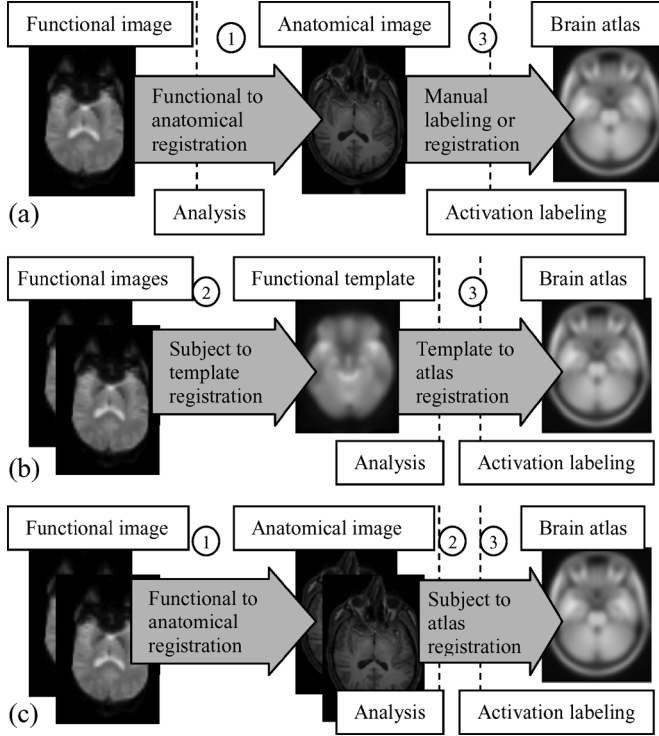 Functional image
1
Anatomical image
3
Brain atlas
Functional to
anatomical
registration
Manual
labeling or
registration
(a)
Analysis
Activation labeling
Functional images
2
Functional template
3
Brain atlas
Subject to
template
registration
Template to
atlas
registration
(b)
Analysis
Activation labeling
Functional image
1
Anatomical image
2
3
Brain atlas
Functional to
anatomical
registration
Subject to
atlas
registration
(c)
Analysis
Activation labeling